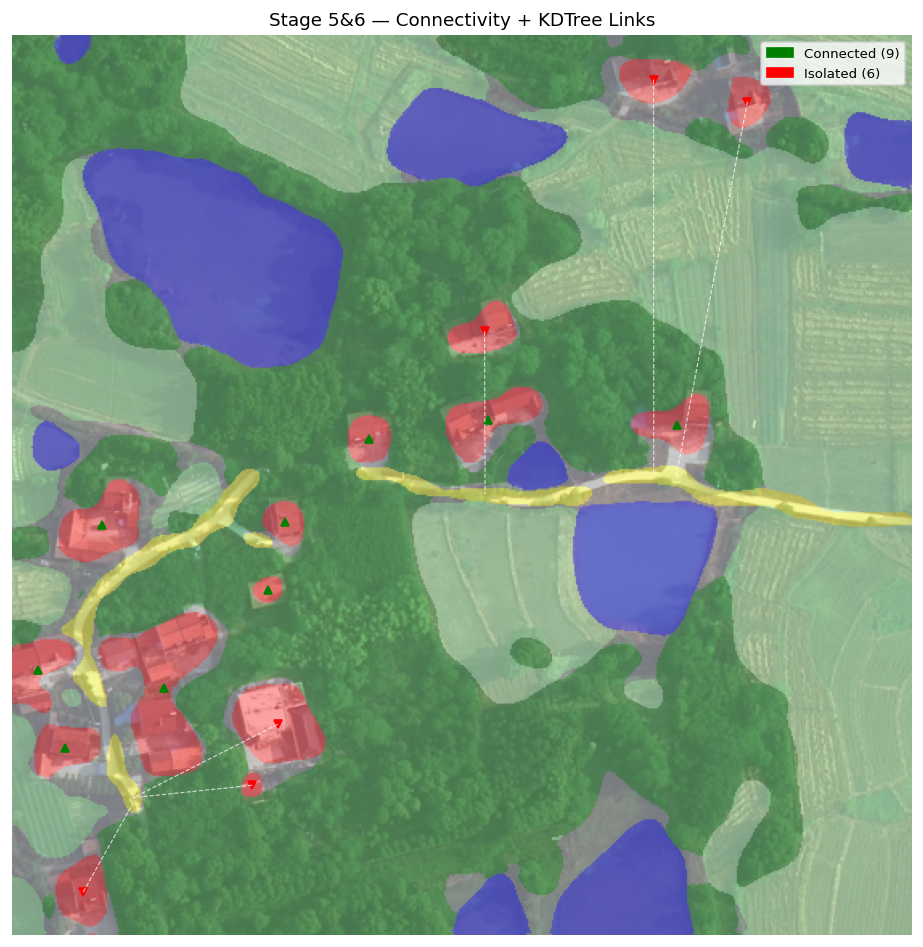 Stage 5&6 — Connectivity + KDTree Links
Connected (9)
Isolated (6)